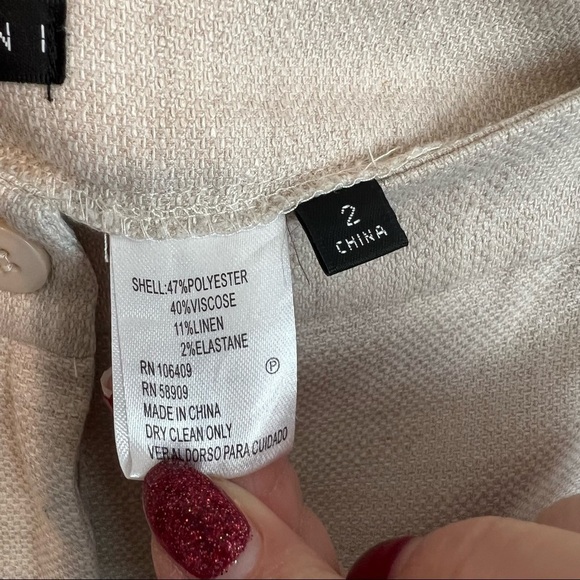 N I
2
CHINA
SHELL:47%POLYESTER
40%VISCOSE
11%LINEN
2%ELASTANE
RN 106409
P
RN 58909
MADE IN CHINA
DRY CLEAN ONLY
VER AL DORSO PARA CUIDADO